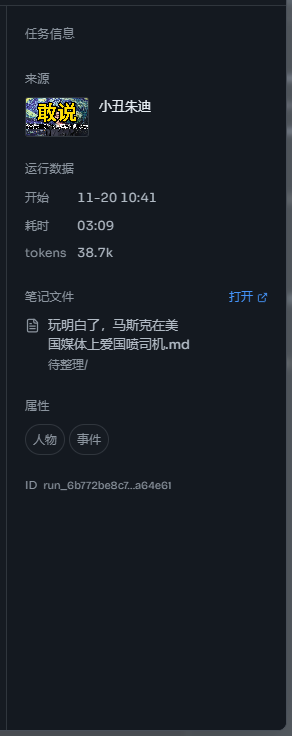 任务信息
来源
敢说
小丑朱迪
运行数据
开始 11-20 10:41
耗时 03:09
tokens 38.7k
笔记文件 打开
玩明白了，马斯克在美
国媒体上爱国喷司机.md
待整理/
属性
人物 事件
ID run_6b772be8c7...a64e61